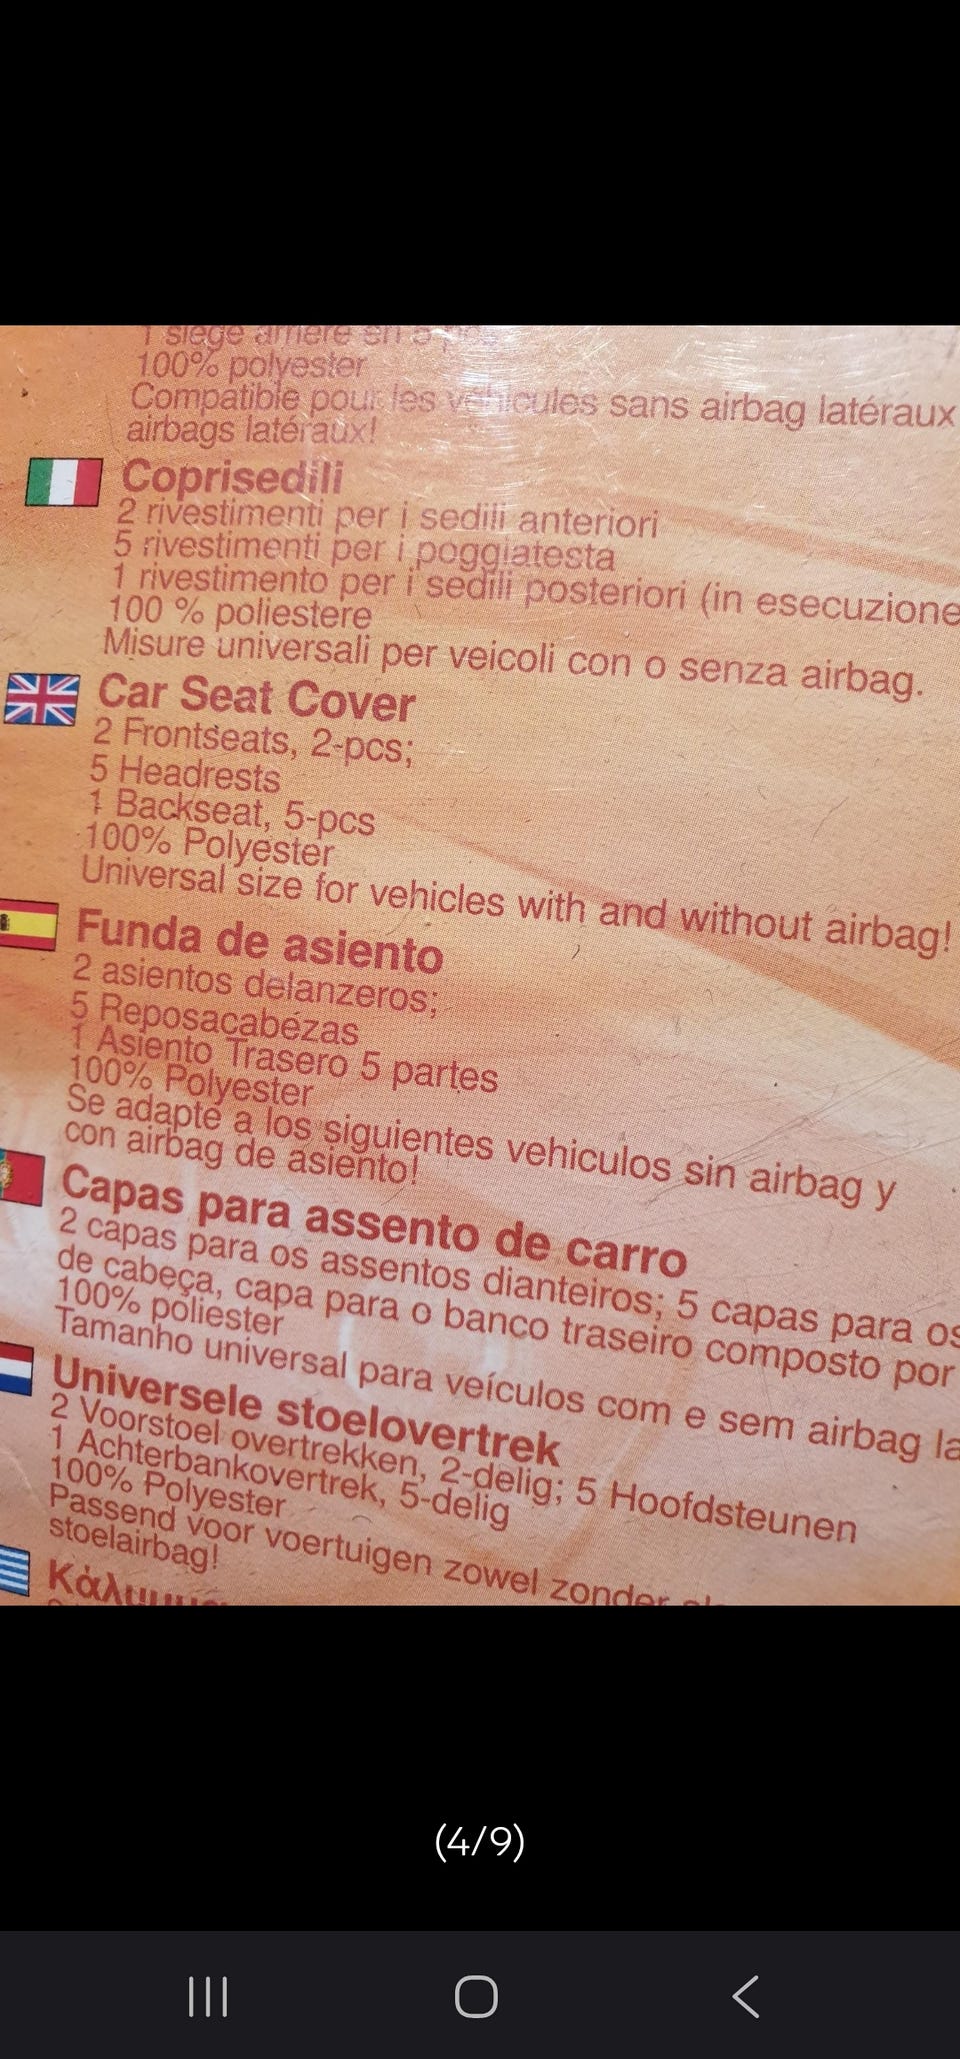 1 siège arrière en 5
100% polyester
Compatible pour les véhicules sans airbag latéraux
airbags latéraux!
Coprisedili
2 rivestimenti per i sedili anteriori
5 rivestimenti per i poggiatesta
1 rivestimento per i sedili posteriori (in esecuzione
100 % poliestere
Misure universali per veicoli con o senza airbag.
Car Seat Cover
2 Frontseats, 2-pcs;
5 Headrests
1 Backseat, 5-pcs
100% Polyester
Universal size for vehicles with and without airbag!
Funda de asiento
2 asientos delanzeros;
5 Reposacabézas
1 Asiento Trasero 5 partes
100% Polyester
Se adapte a los siguientes vehiculos sin airbag y
con airbag de asiento!
Capas para assento de carro
2 capas para os assentos dianteiros; 5 capas para os
de cabeça, capa para o banco traseiro composto por
100% poliester
Tamanho universal para veículos com e sem airbag la
Universele stoelovertrek
2 Voorstoel overtrekken, 2-delig; 5 Hoofdsteunen
1 Achterbankovertrek, 5-delig
100% Polyester
Passend voor voertuigen zowel zonder
stoelairbag!
(4/9)